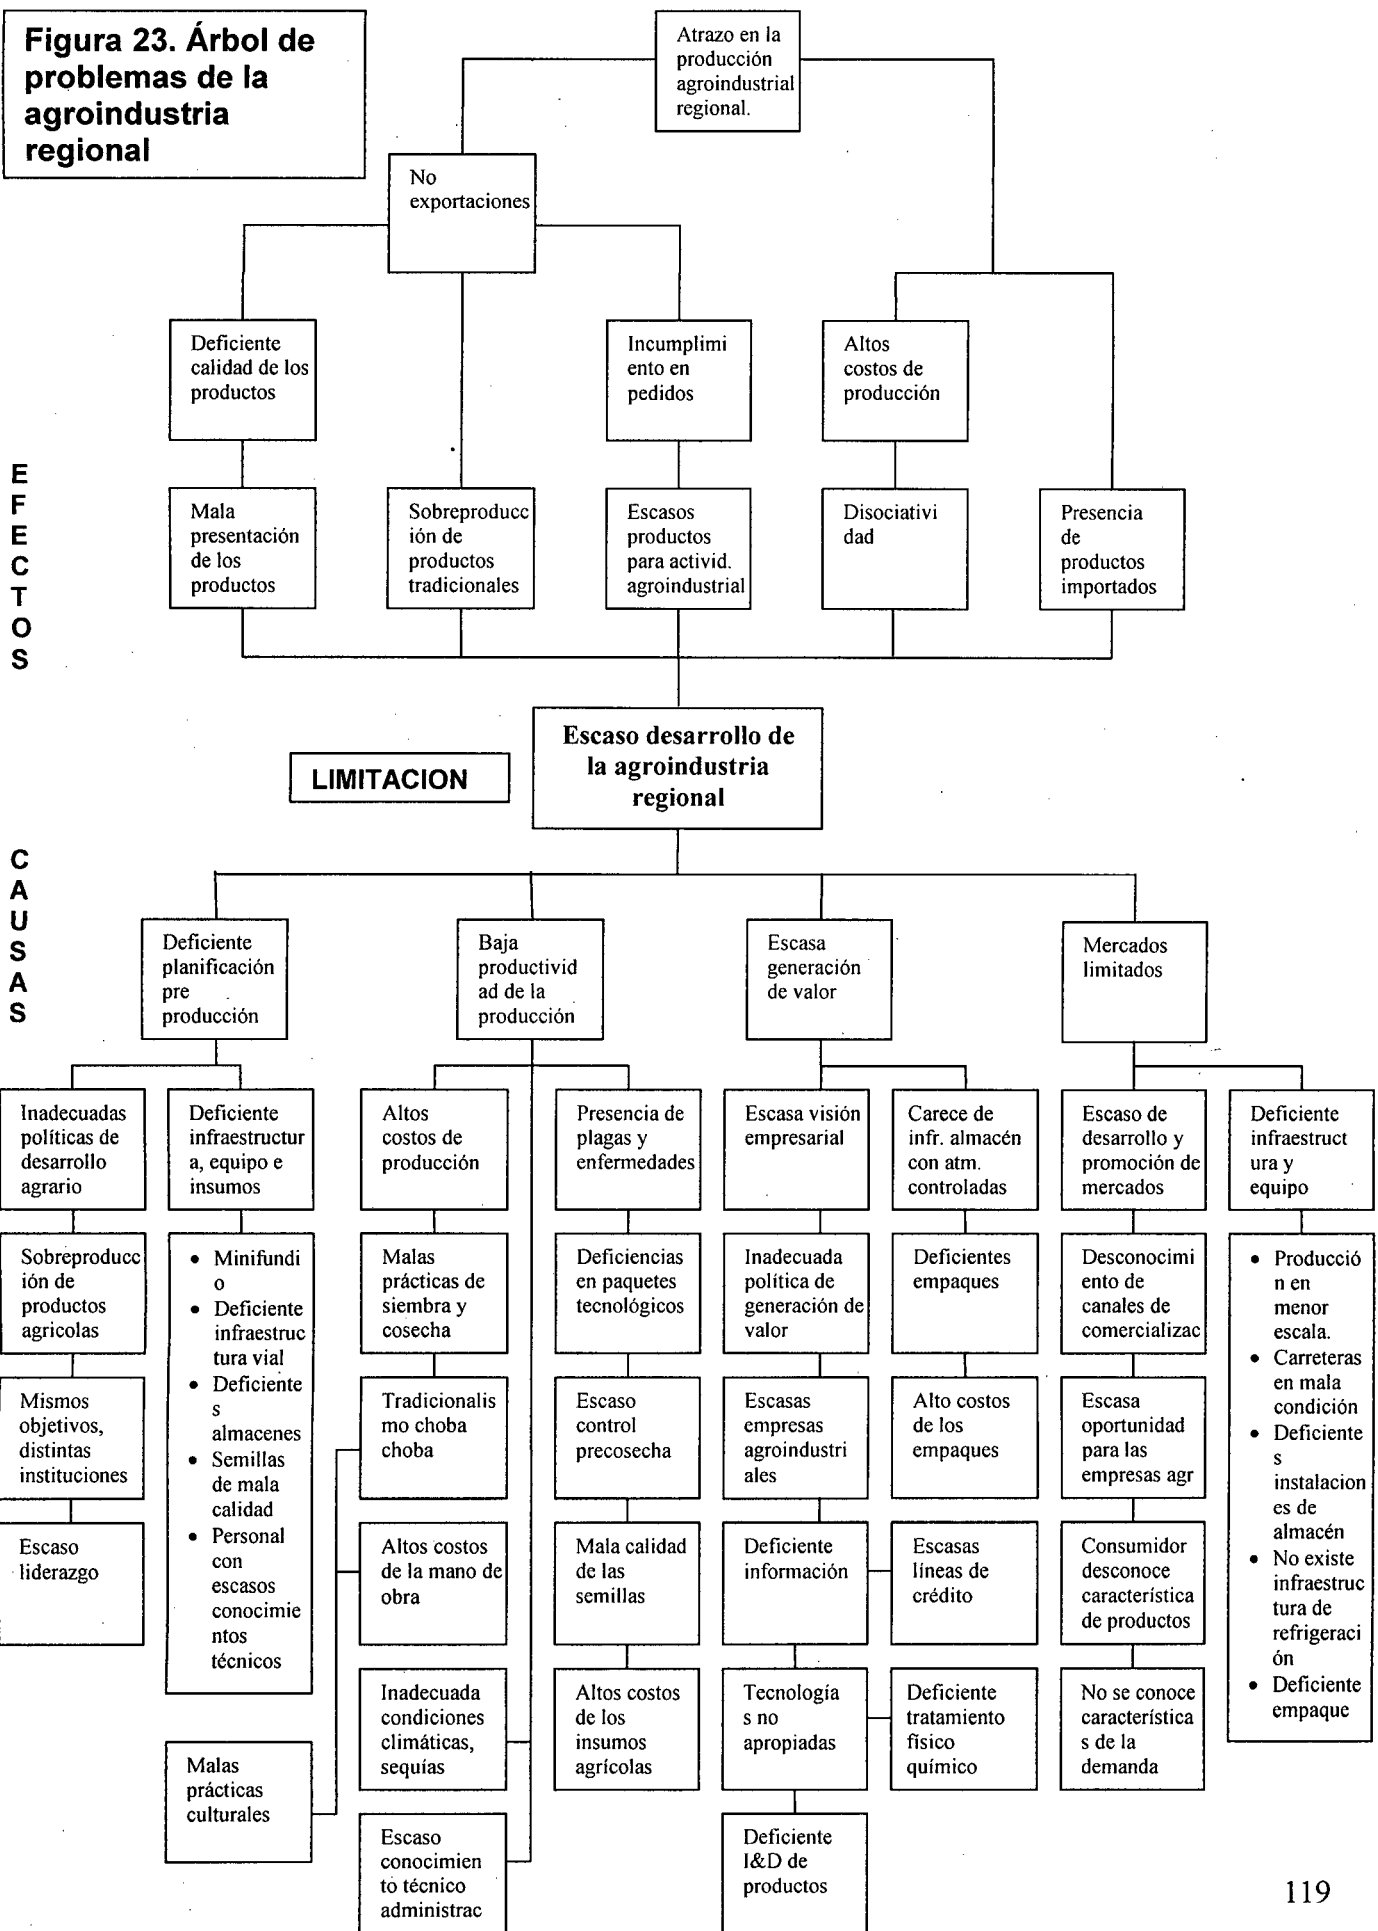 Figura 23. Árbol de
problemas de la
agroindustria
regional
Atrazo en la
producción
agroindustrial
regional.
No
exportaciones
Deficiente
calidad de los
productos
Incumplimi
ento en
pedidos
Altos
costos de
producción
E
F
E
C
T
O
S
Mala
presentación
de los
productos
Sobreproducc
ión de
productos
tradicionales
Escasos
productos
para activid.
agroindustrial
Disociativi
dad
Presencia
de
productos
importados
Escaso desarrollo de
la agroindustria
regional
LIMITACION
C
A
U
S
A
S
Deficiente
planificación
pre
producción
Baja
productivid
ad de la
producción
Escasa
generación
de valor
Mercados
limitados
Inadecuadas
políticas de
desarrollo
agrario
Deficiente
infraestructur
a, equipo e
insumos
Altos
costos de
producción
Presencia de
plagas y
enfermedades
Escasa visión
empresarial
Carece de
infr. almacén
con atm.
controladas
Escaso de
desarrollo y
promoción de
mercados
Deficiente
infraestruct
ura y
equipo
Sobreproducc
ión de
productos
agricolas
• Minifundi
o
• Deficiente
infraestruc
tura vial
• Deficiente
s
almacenes
• Semillas
de mala
calidad
• Personal
con
escasos
conocimie
ntos
técnicos
Malas
prácticas de
siembra y
cosecha
Deficiencias
en paquetes
tecnológicos
Inadecuada
política de
generación de
valor
Deficientes
empaques
Desconocimi
ento de
canales de
comercializac
• Producció
n en
menor
escala.
• Carreteras
en mala
condición
• Deficiente
s
instalacion
es de
almacén
• No existe
infraestruc
tura de
refrigeraci
ón
• Deficiente
empaque
Mismos
objetivos,
distintas
instituciones
Tradicionalis
mo choba
choba
Escaso
control
precosecha
Escasas
empresas
agroindustri
ales
Alto costos
de los
empaques
Escasa
oportunidad
para las
empresas agr
Escaso
liderazgo
Altos costos
de la mano de
obra
Mala calidad
de las
semillas
Deficiente
información
Escasas
líneas de
crédito
Consumidor
desconoce
característica
de productos
Inadecuada
condiciones
climáticas,
sequías
Altos costos
de los
insumos
agrícolas
Tecnología
s no
apropiadas
Deficiente
tratamiento
físico
químico
No se conoce
característica
s de la
demanda
Malas
prácticas
culturales
Escaso
conocimien
to técnico
administrac
Deficiente
I&D de
productos
119